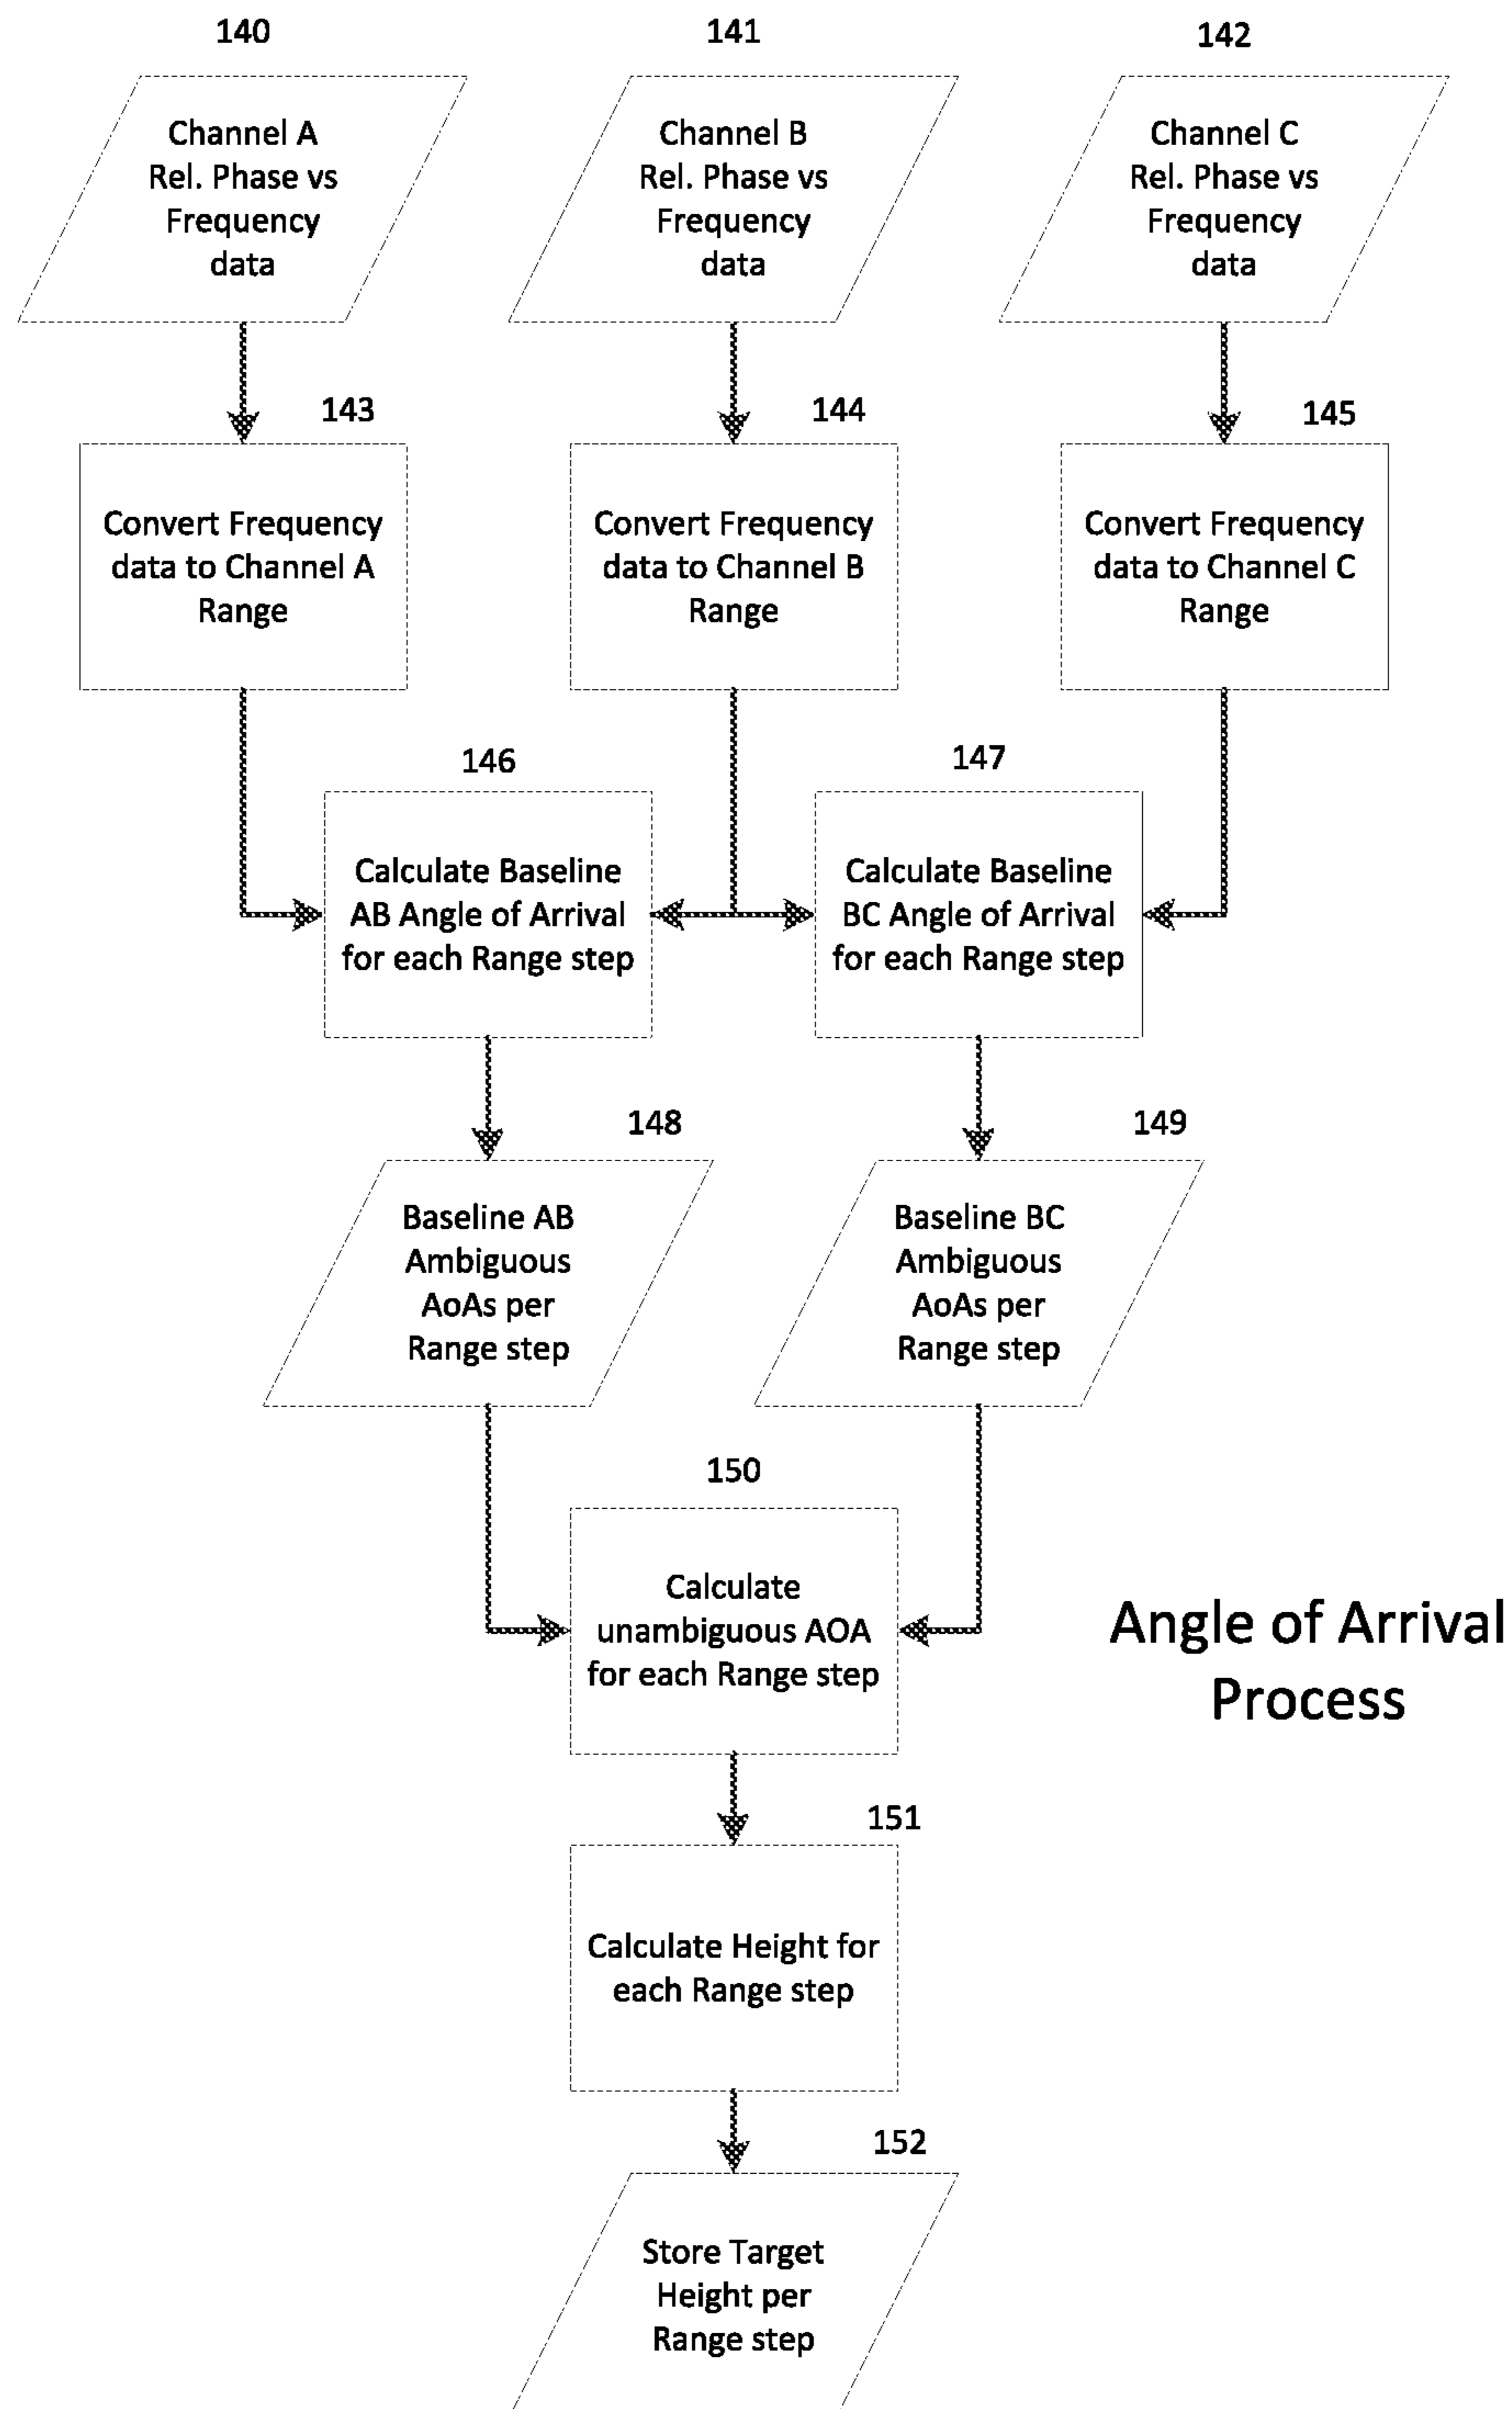 140
141
142
Channel A
Rel. Phase vs
Frequency
data
Channel B
Rel. Phase vs
Frequency
data
Channel C
Rel. Phase vs
Frequency
data
143
144
145
Convert Frequency
data to Channel A
Range
Convert Frequency
data to Channel B
Range
Convert Frequency
data to Channel C
Range
146
147
Calculate Baseline
AB Angle of Arrival
for each Range step
Calculate Baseline
BC Angle of Arrival
for each Range step
148
149
Baseline AB
Ambiguous
AoAs per
Range step
Baseline BC
Ambiguous
AoAs per
Range step
150
Calculate
unambiguous AOA
for each Range step
Angle of Arrival
Process
151
Calculate Height for
each Range step
152
Store Target
Height per
Range step